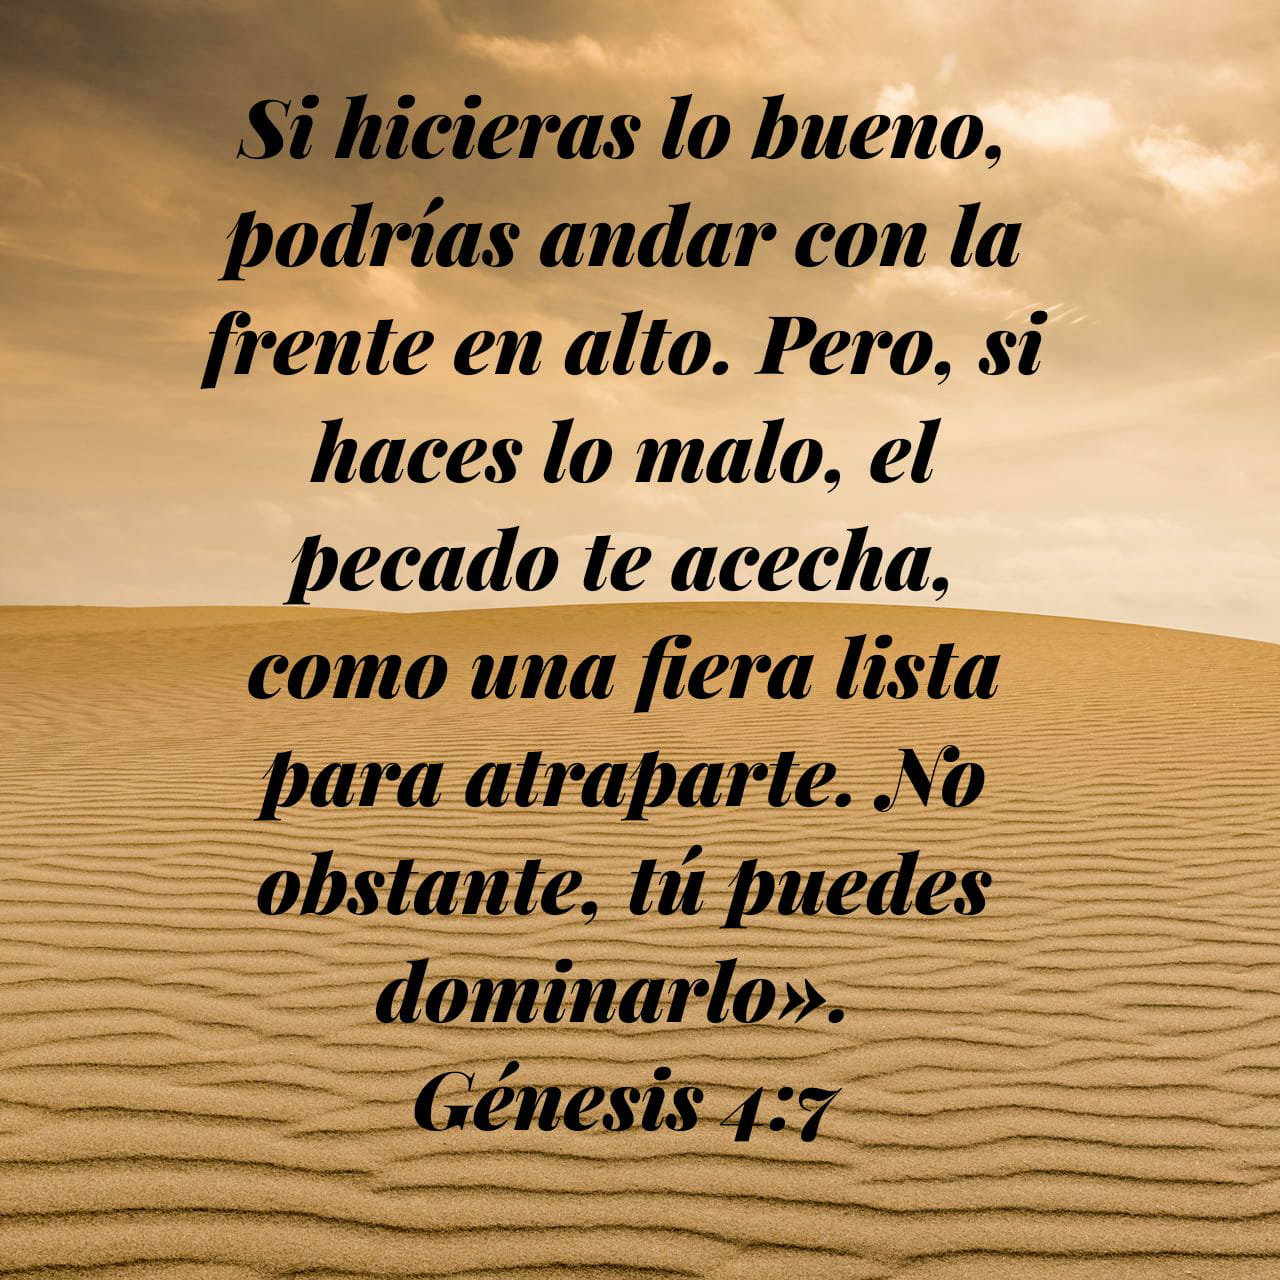 Si hicieras lo bueno,
podrías andar con la
frente en alto. Pero, si
haces lo malo, el
pecado te acecha,
como una fiera lista
para atraparte. No
obstante, tú puedes
dominarlo».
Génesis 4:7